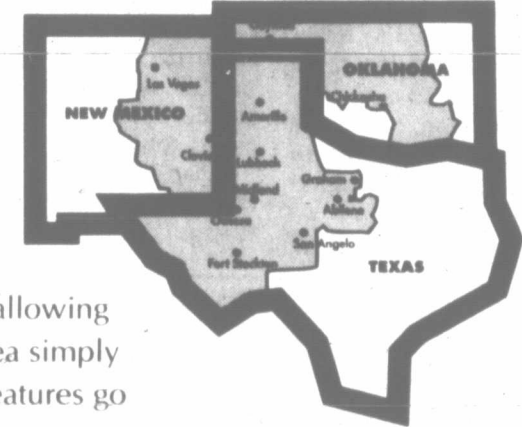 OKLAHOMA
Las Vegas
NEW MEXICO
Amarillo
Clovis
Lubbock
Graham
Midland
Abilene
Odessa
San Angelo
Fort Stockton
TEXAS
allowing
ea simply
eatures go